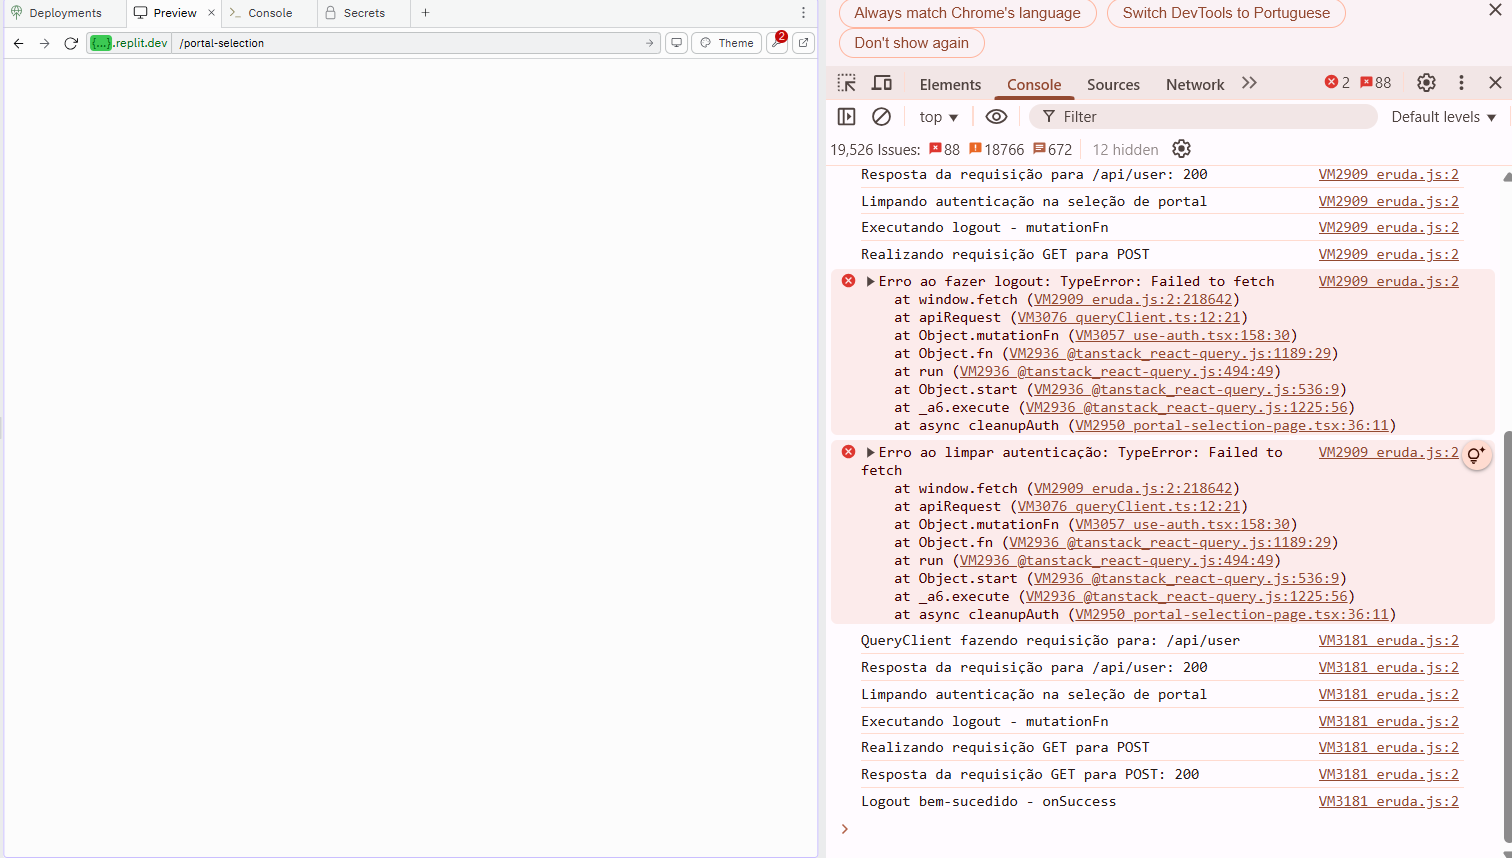 Deployments
Preview
Console
Secrets
{...}.replit.dev
/portal-selection
Theme
2
Always match Chrome's language
Switch DevTools to Portuguese
Don't show again
Elements
Console
Sources
Network
2
88
top
Filter
Default levels
19,526 Issues: 88 18766 672
12 hidden
Resposta da requisição para /api/user: 200 VM2909 eruda.js:2
Limpando autenticação na seleção de portal VM2909 eruda.js:2
Executando logout - mutationFn VM2909 eruda.js:2
Realizando requisição GET para POST VM2909 eruda.js:2
Erro ao fazer logout: TypeError: Failed to fetch VM2909 eruda.js:2
at window.fetch (VM2909 eruda.js:2:218642)
at apiRequest (VM3076 queryClient.ts:12:21)
at Object.mutationFn (VM3057 use-auth.tsx:158:30)
at Object.fn (VM2936 @tanstack_react-query.js:1189:29)
at run (VM2936 @tanstack_react-query.js:494:49)
at Object.start (VM2936 @tanstack_react-query.js:536:9)
at _a6.execute (VM2936 @tanstack_react-query.js:1225:56)
at async cleanupAuth (VM2950 portal-selection-page.tsx:36:11)
Erro ao limpar autenticação: TypeError: Failed to VM2909 eruda.js:2
fetch
at window.fetch (VM2909 eruda.js:2:218642)
at apiRequest (VM3076 queryClient.ts:12:21)
at Object.mutationFn (VM3057 use-auth.tsx:158:30)
at Object.fn (VM2936 @tanstack_react-query.js:1189:29)
at run (VM2936 @tanstack_react-query.js:494:49)
at Object.start (VM2936 @tanstack_react-query.js:536:9)
at _a6.execute (VM2936 @tanstack_react-query.js:1225:56)
at async cleanupAuth (VM2950 portal-selection-page.tsx:36:11)
QueryClient fazendo requisição para: /api/user VM3181 eruda.js:2
Resposta da requisição para /api/user: 200 VM3181 eruda.js:2
Limpando autenticação na seleção de portal VM3181 eruda.js:2
Executando logout - mutationFn VM3181 eruda.js:2
Realizando requisição GET para POST VM3181 eruda.js:2
Resposta da requisição GET para POST: 200 VM3181 eruda.js:2
Logout bem-sucedido - onSuccess VM3181 eruda.js:2